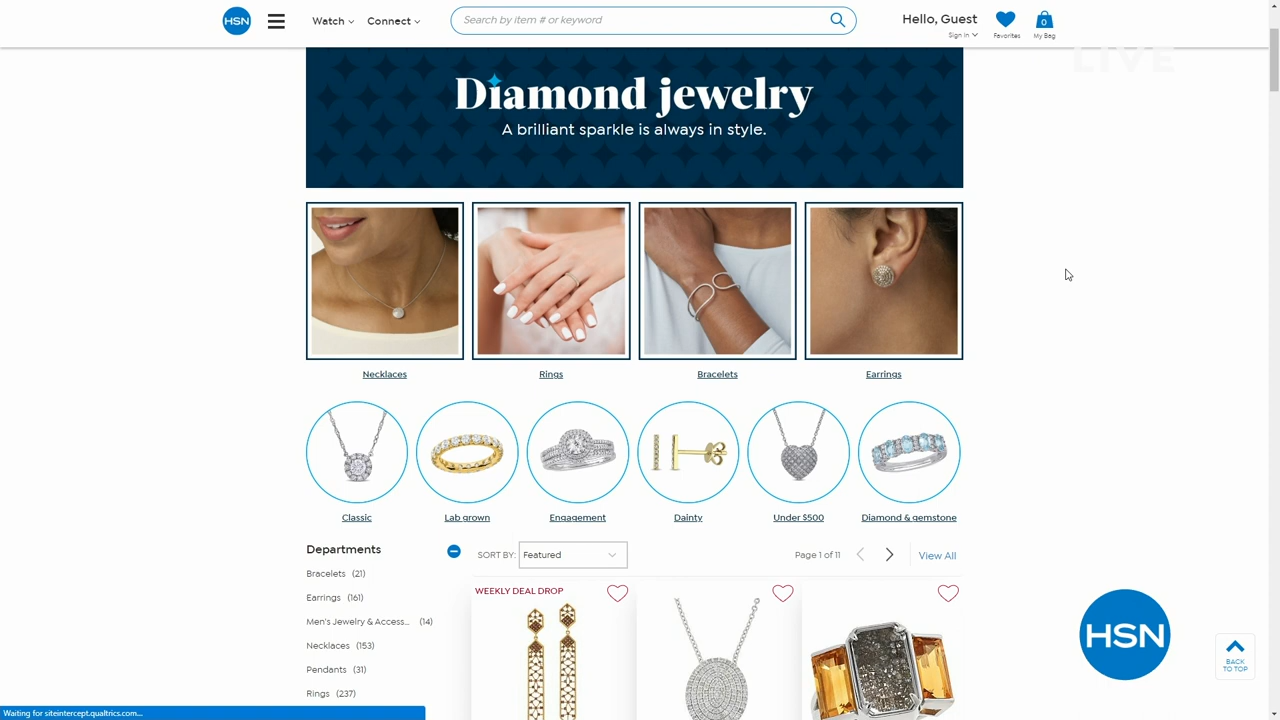 HSN
Watch
Connect
Search by item # or keyword
Hello, Guest
Sign In
Favorites
0
My Bag
LIVE
Diamond jewelry
A brilliant sparkle is always in style.
Necklaces
Rings
Bracelets
Earrings
Classic
Lab grown
Engagement
Dainty
Under $500
Diamond & gemstone
Departments
SORT BY: Featured
Page 1 of 11
View All
Bracelets (21)
Earrings (161)
Men's Jewelry & Access... (14)
Necklaces (153)
Pendants (31)
Rings (237)
WEEKLY DEAL DROP
HSN
BACK
TO TOP
Waiting for siteintercept.qualtrics.com...